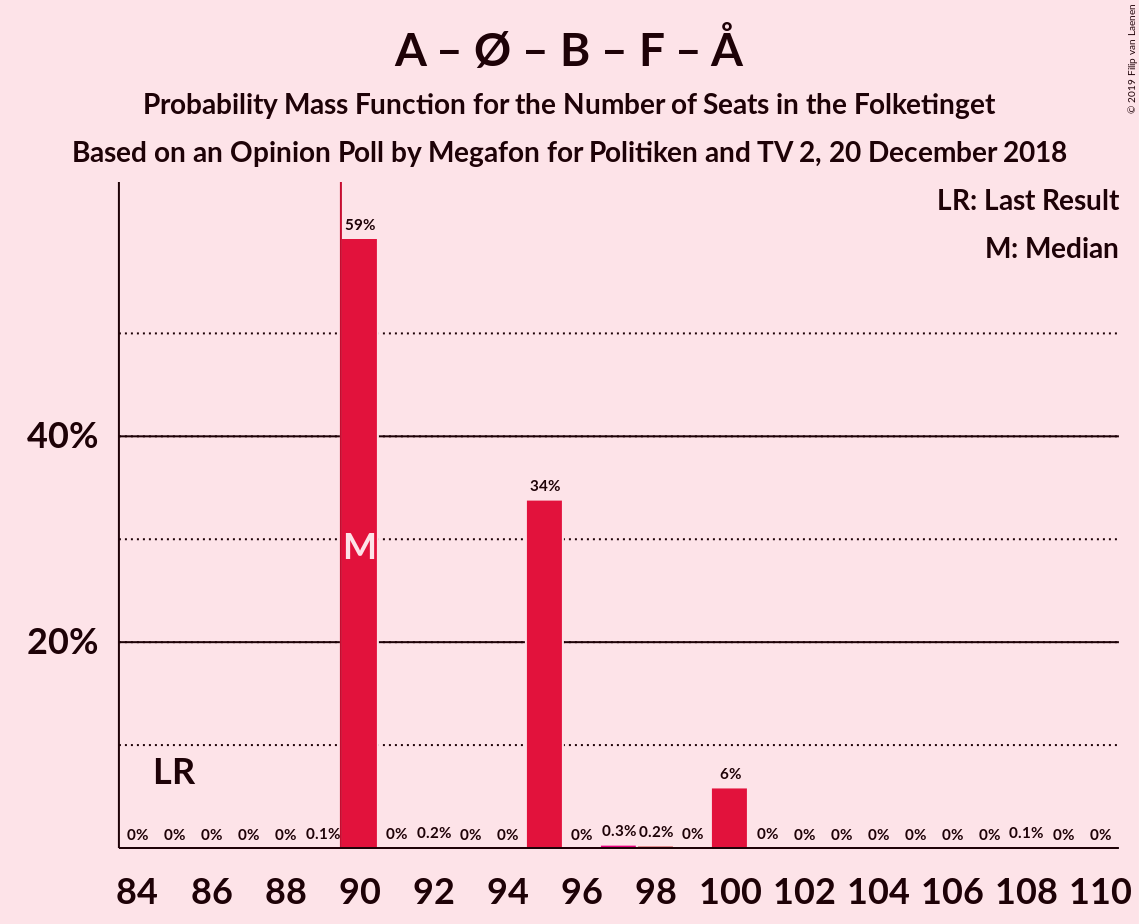 A – Ø – B – F – Å
Probability Mass Function for the Number of Seats in the Folketinget
Based on an Opinion Poll by Megafon for Politiken and TV 2, 20 December 2018
© 2019 Filip van Laenen
LR: Last Result
M: Median
59%
40%
34%
M
20%
LR
6%
0% 0% 0% 0% 0% 0.1% 0% 0.2% 0% 0% 0% 0.3% 0.2% 0% 0% 0% 0% 0% 0% 0% 0% 0.1% 0% 0%
84 86 88 90 92 94 96 98 100 102 104 106 108 110